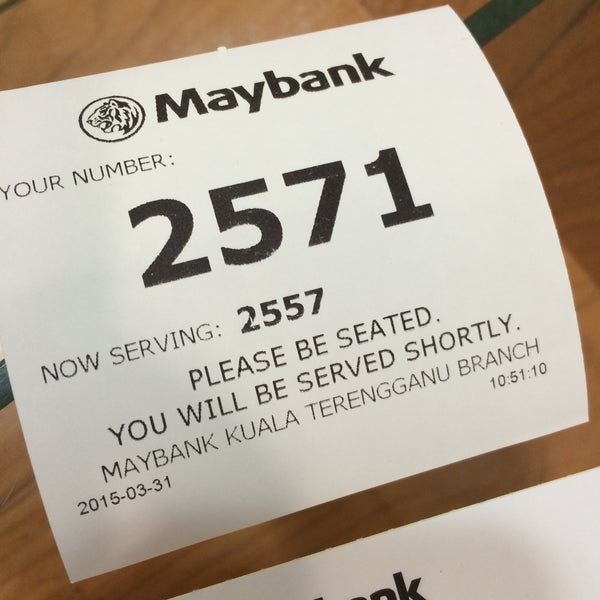 Maybank
YOUR NUMBER:
2571
NOW SERVING: 2557
PLEASE BE SEATED.
YOU WILL BE SERVED SHORTLY.
MAYBANK KUALA TERENGGANU BRANCH
2015-03-31 10:51:10